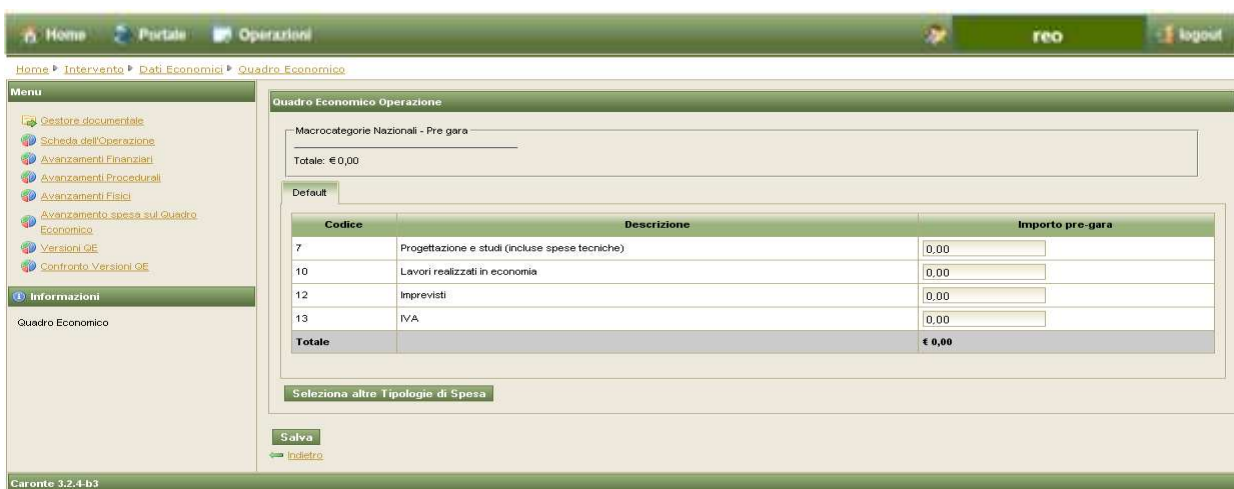 Home Portale Operazioni reo logout
Home Intervento Dati Economici Quadro Economico
Menu
Gestore documentale
Scheda dell'Operazione
Avanzamenti Finanziari
Avanzamenti Procedurali
Avanzamenti Fisici
Avanzamento spesa sul Quadro
Economico
Versioni QE
Confronto Versioni QE
Informazioni
Quadro Economico
Quadro Economico Operazione
Macrocategorie Nazionali - Pre gara
Totale: € 0,00
Default
Codice Descrizione Importo pre-gara
7 Progettazione e studi (incluse spese tecniche) 0,00
10 Lavori realizzati in economia 0,00
12 Imprevisti 0,00
13 IVA 0,00
Totale € 0,00
Seleziona altre Tipologie di Spesa
Salva
Indietro
Caronte 3.2.4-b3